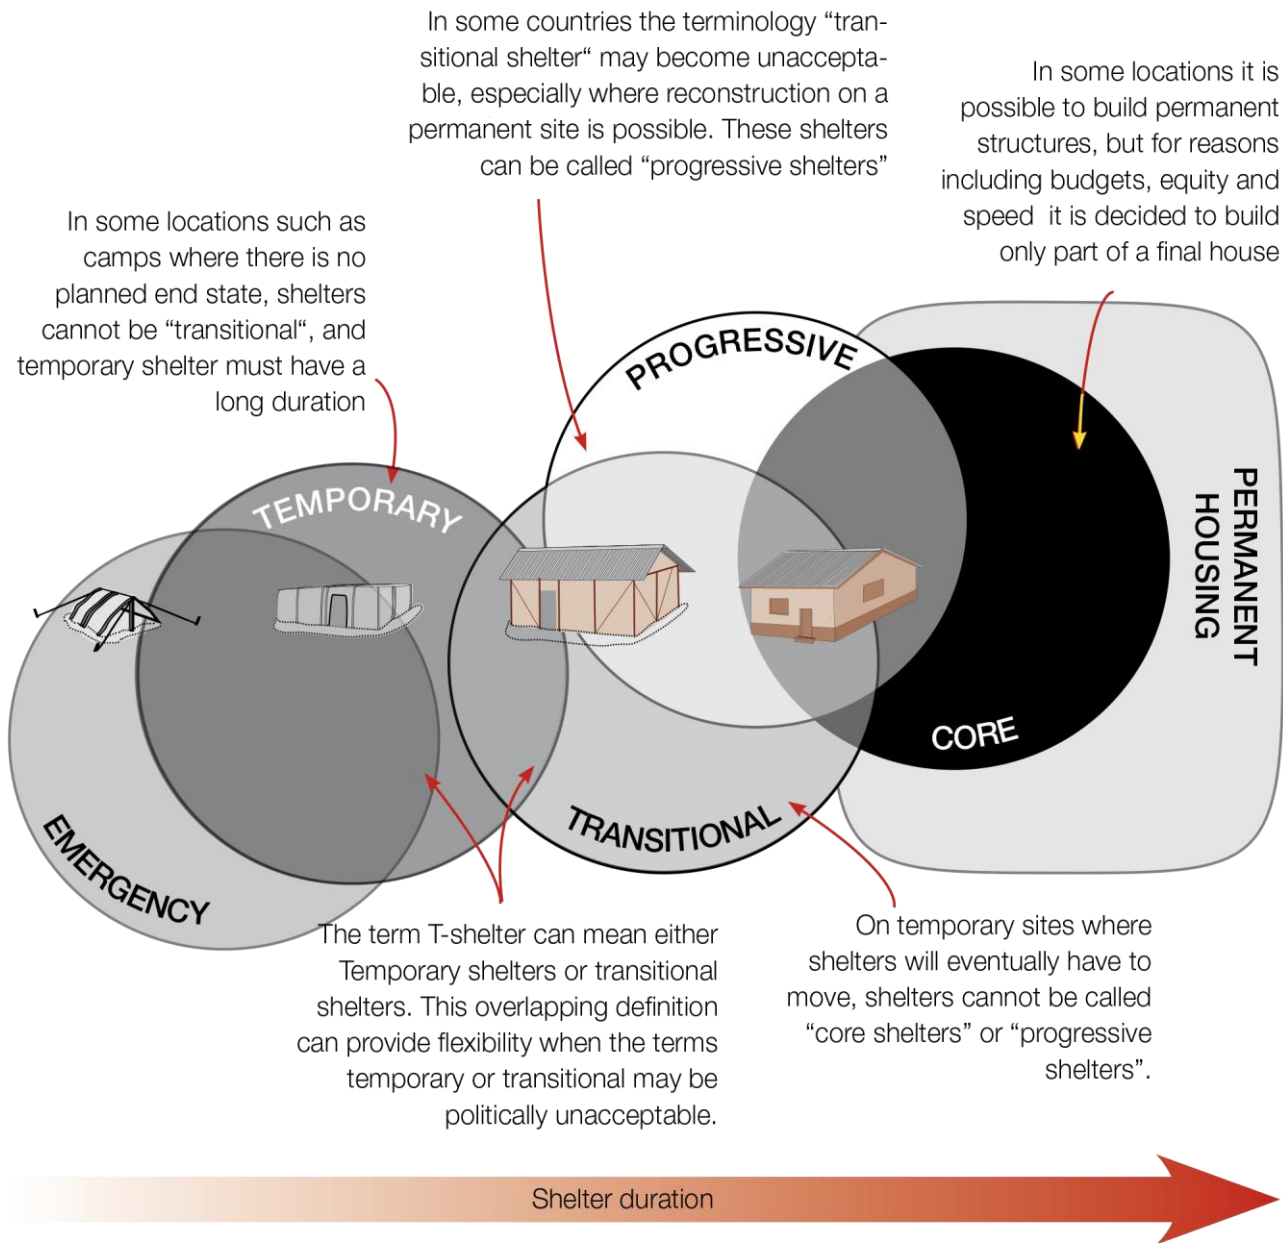 In some countries the terminology “tran-
sitional shelter“ may become unaccepta-
ble, especially where reconstruction on a
permanent site is possible. These shelters
can be called “progressive shelters”
In some locations it is
possible to build permanent
structures, but for reasons
including budgets, equity and
speed it is decided to build
only part of a final house
In some locations such as
camps where there is no
planned end state, shelters
cannot be “transitional“, and
temporary shelter must have a
long duration
PROGRESSIVE
TEMPORARY
PERMANENT
HOUSING
CORE
TRANSITIONAL
EMERGENCY
The term T-shelter can mean either
Temporary shelters or transitional
shelters. This overlapping definition
can provide flexibility when the terms
temporary or transitional may be
politically unacceptable.
On temporary sites where
shelters will eventually have to
move, shelters cannot be called
“core shelters” or “progressive
shelters”.
Shelter duration